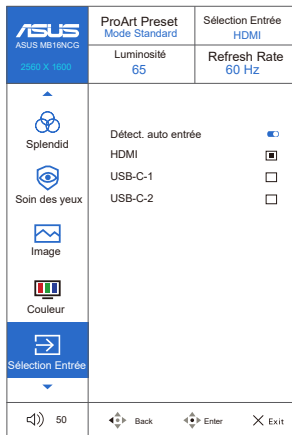 ASUS
ASUS MB16NCG
2560 X 1600
ProArt Preset
Mode Standard
Sélection Entrée
HDMI
Luminosité
65
Refresh Rate
60 Hz
Splendid
Soin des yeux
Image
Couleur
Sélection Entrée
Détect. auto entrée
HDMI
USB-C-1
USB-C-2
50
Back
Enter
Exit